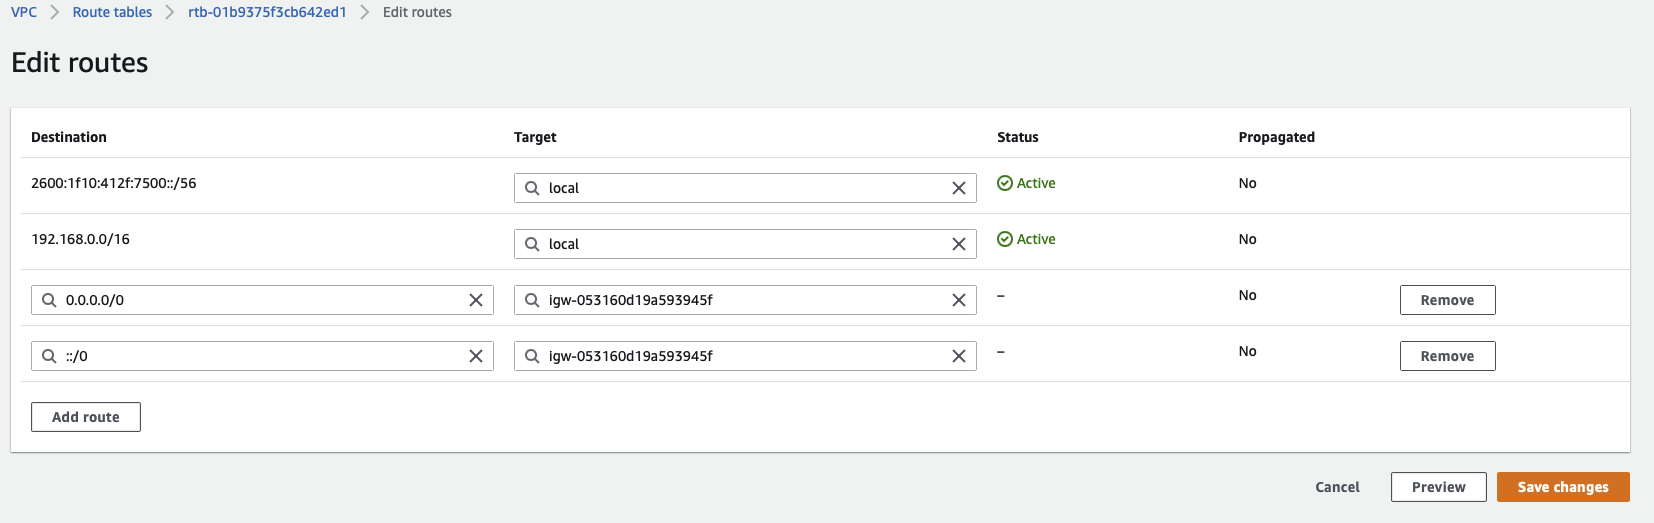 VPC > Route tables > rtb-01b9375f3cb642ed1 > Edit routes
Edit routes
Destination Target Status Propagated
2600:1f10:412f:7500::/56 local Active No
192.168.0.0/16 local Active No
0.0.0.0/0 igw-053160d19a593945f – No Remove
::/0 igw-053160d19a593945f – No Remove
Add route
Cancel Preview Save changes